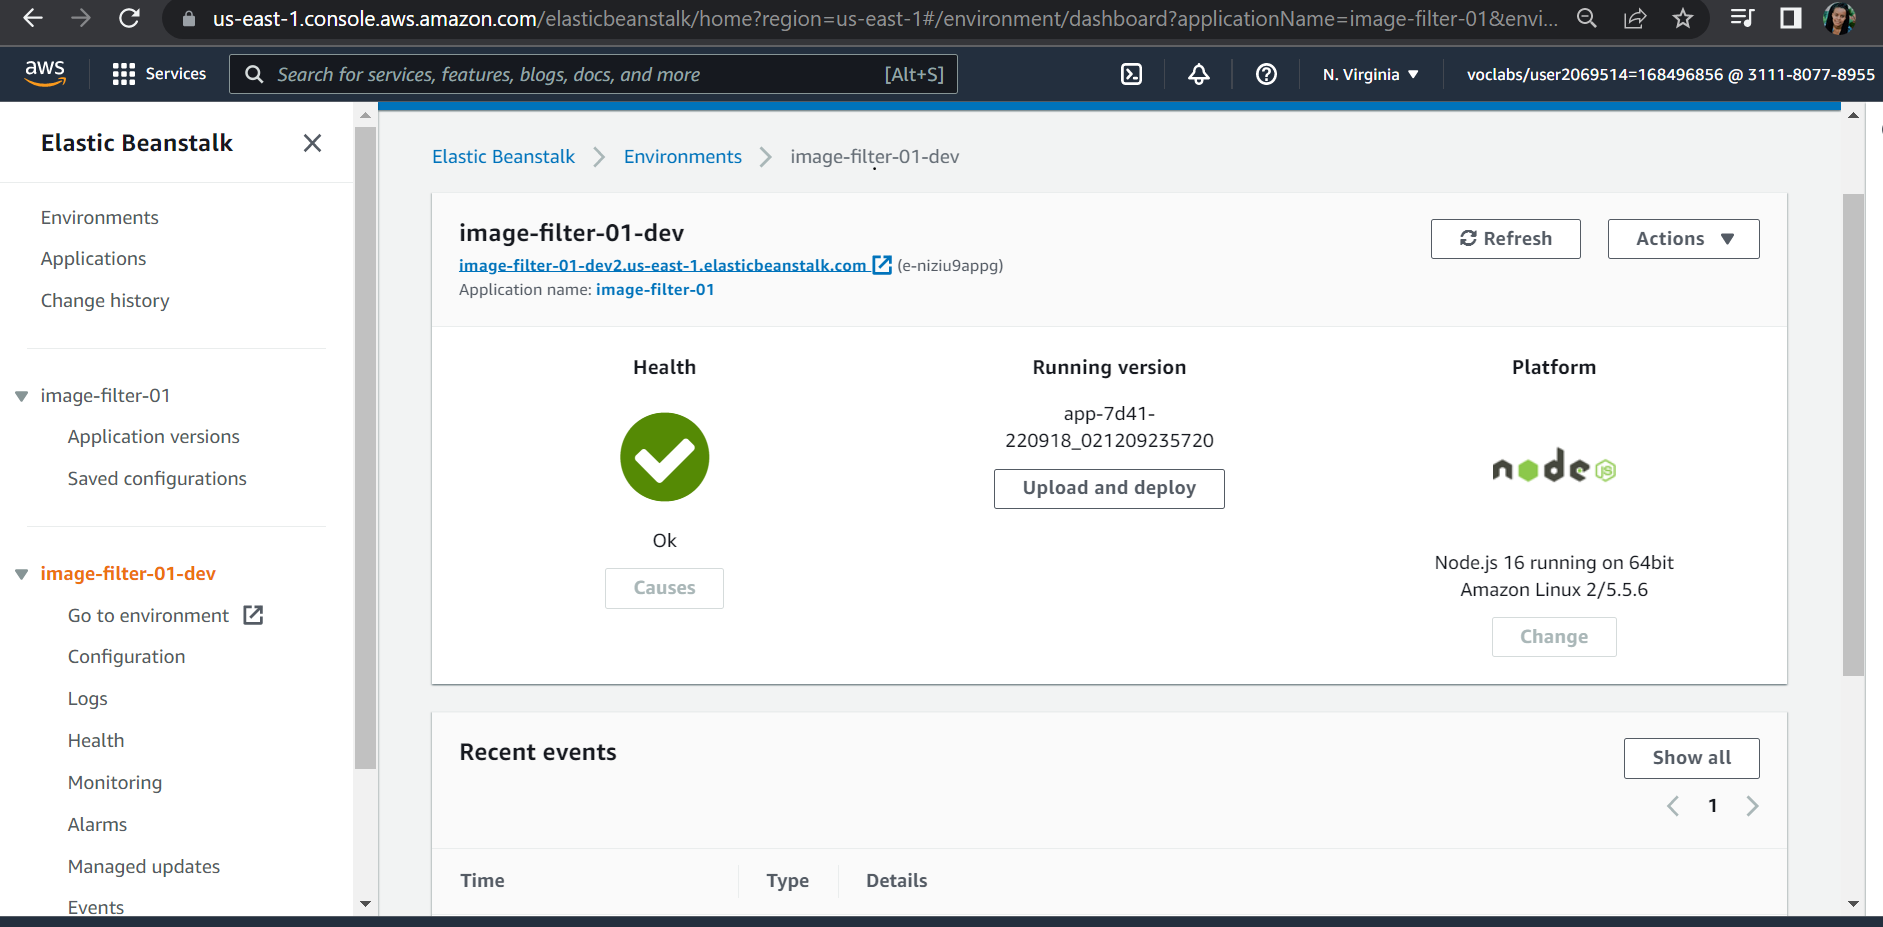 us-east-1.console.aws.amazon.com/elasticbeanstalk/home?region=us-east-1#/environment/dashboard?applicationName=image-filter-01&envi...
aws
Services
Search for services, features, blogs, docs, and more
[Alt+S]
N. Virginia
voclabs/user2069514=168496856 @ 3111-8077-8955
Elastic Beanstalk
Environments
Applications
Change history
image-filter-01
Application versions
Saved configurations
image-filter-01-dev
Go to environment
Configuration
Logs
Health
Monitoring
Alarms
Managed updates
Events
Elastic Beanstalk > Environments > image-filter-01-dev
image-filter-01-dev
image-filter-01-dev2.us-east-1.elasticbeanstalk.com (e-niziu9appg)
Application name: image-filter-01
Refresh
Actions
Health
Ok
Causes
Running version
app-7d41-
220918_021209235720
Upload and deploy
Platform
node JS
Node.js 16 running on 64bit
Amazon Linux 2/5.5.6
Change
Recent events
Show all
1
Time Type Details